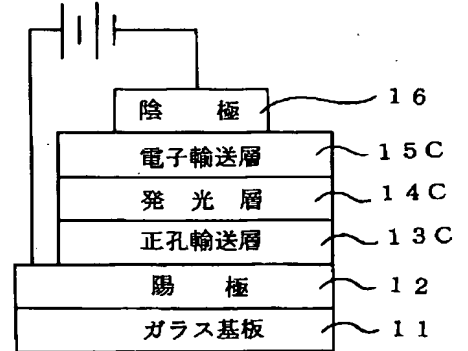 陰 極 16
電子輸送層 15C
発 光 層 14C
正孔輸送層 13C
陽 極 12
ガラス基板 11